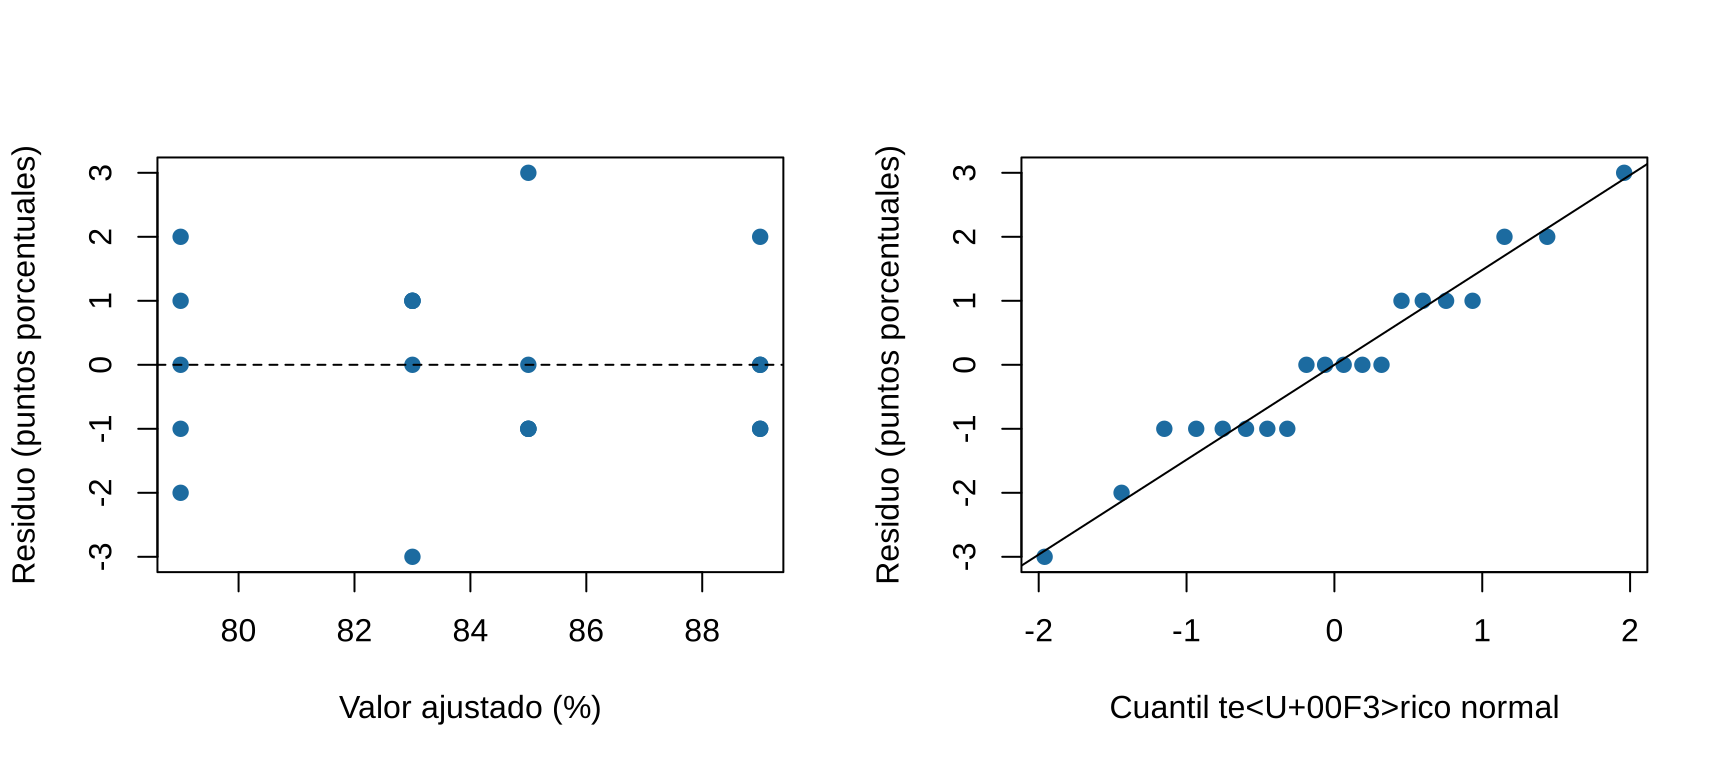 Residuo (puntos porcentuales)
3
2
1
0
-1
-2
-3
80 82 84 86 88
Valor ajustado (%)
Residuo (puntos porcentuales)
3
2
1
0
-1
-2
-3
-2 -1 0 1 2
Cuantil te<U+00F3>rico normal